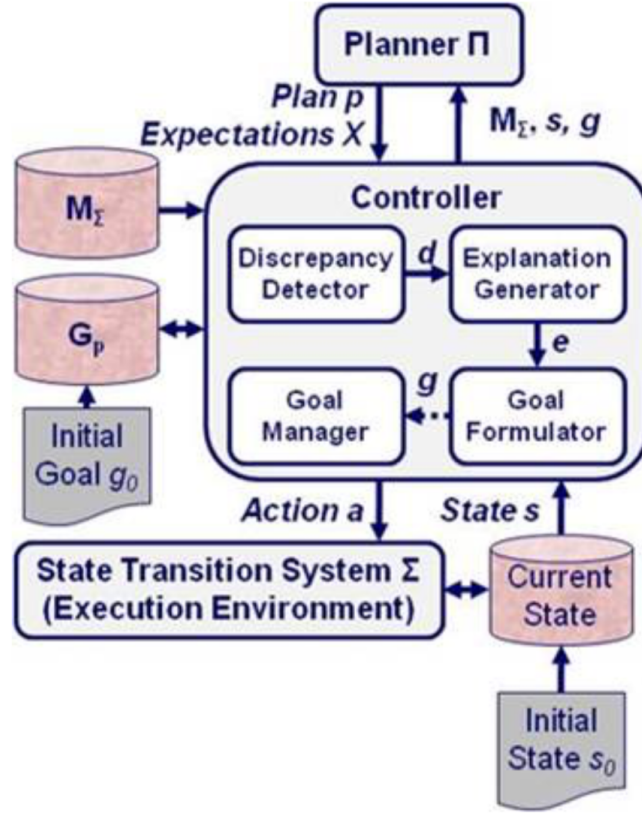 Planner Π
Plan p
Expectations X
M_Σ, s, g
M_Σ
Controller
Discrepancy
Detector
d
Explanation
Generator
e
G_p
Goal
Manager
g
Goal
Formulator
Initial
Goal g_0
Action a
State s
State Transition System Σ
(Execution Environment)
Current
State
Initial
State s_0